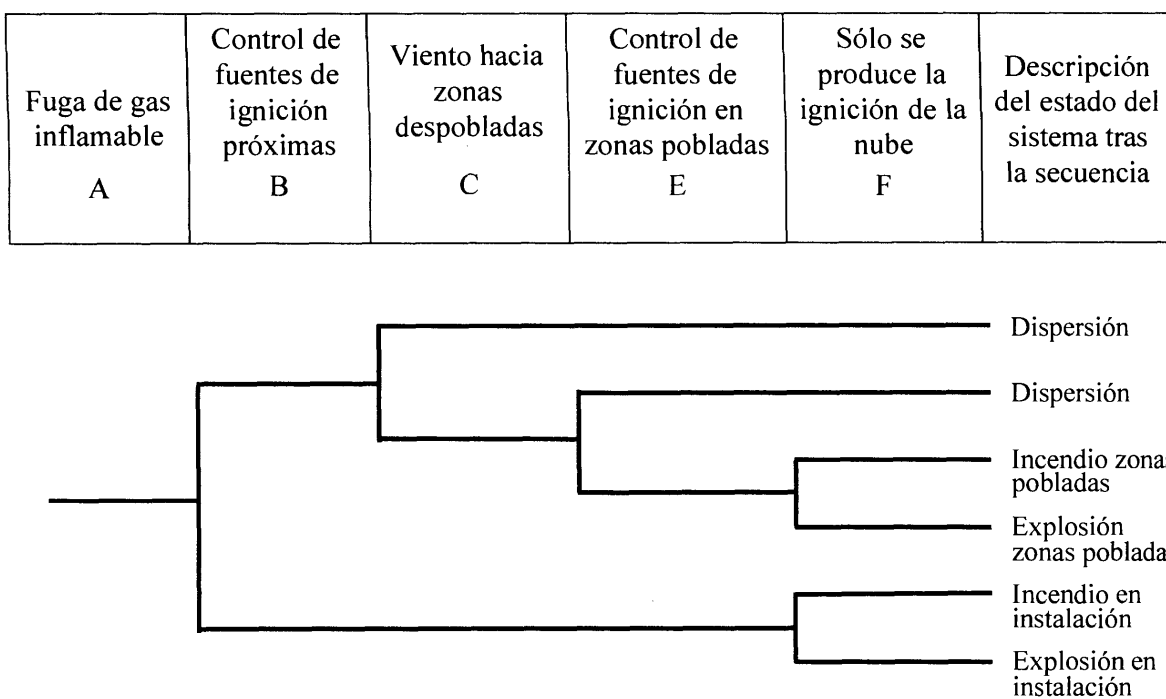 Fuga de gas
inflamable
A
Control de
fuentes de
ignición
próximas
B
Viento hacia
zonas
despobladas
C
Control de
fuentes de
ignición en
zonas pobladas
E
Sólo se
produce la
ignición de la
nube
F
Descripción
del estado del
sistema tras
la secuencia
Dispersión
Dispersión
Incendio zonas
pobladas
Explosión
zonas poblada
Incendio en
instalación
Explosión en
instalación